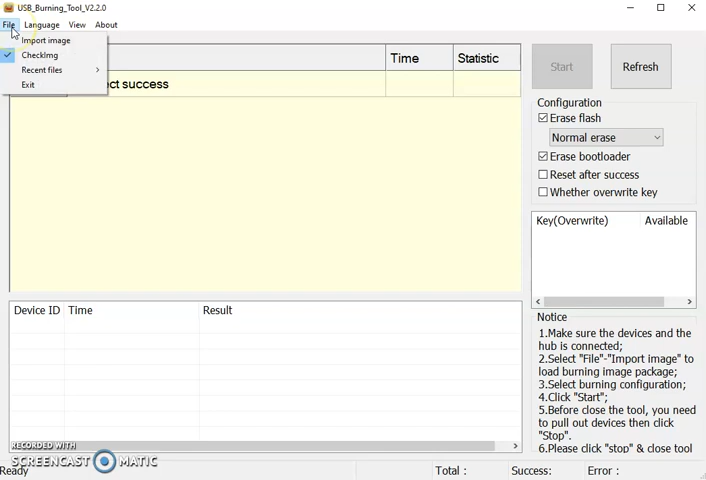 USB_Burning_Tool_V2.2.0
File Language View About
Import image
CheckImg
Recent files
Exit
Time Statistic
ct success
Start
Refresh
Configuration
Erase flash
Normal erase
Erase bootloader
Reset after success
Whether overwrite key
Key(Overwrite) Available
Device ID Time Result
Notice
1.Make sure the devices and the
hub is connected;
2.Select "File"-"Import image" to
load burning image package;
3.Select burning configuration;
4.Click "Start";
5.Before close the tool, you need
to pull out devices then click
"Stop".
6.Please click "stop" & close tool
RECORDED WITH
SCREENCAST MATIC
Ready
Total :
Success:
Error :